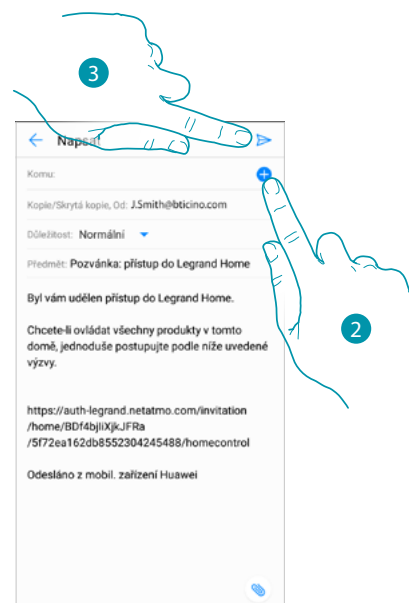 3
Napsat
Komu:
Kopie/Skrytá kopie, Od: J.Smith@bticino.com
Důležitost: Normální
Předmět: Pozvánka: přístup do Legrand Home
Byl vám udělen přístup do Legrand Home.
Chcete-li ovládat všechny produkty v tomto
domě, jednoduše postupujte podle níže uvedené
výzvy.
2
https://auth-legrand.netatmo.com/invitation
/home/BDf4bjIiXjkJFRa
/5f72ea162db8552304245488/homecontrol
Odesláno z mobil. zařízení Huawei